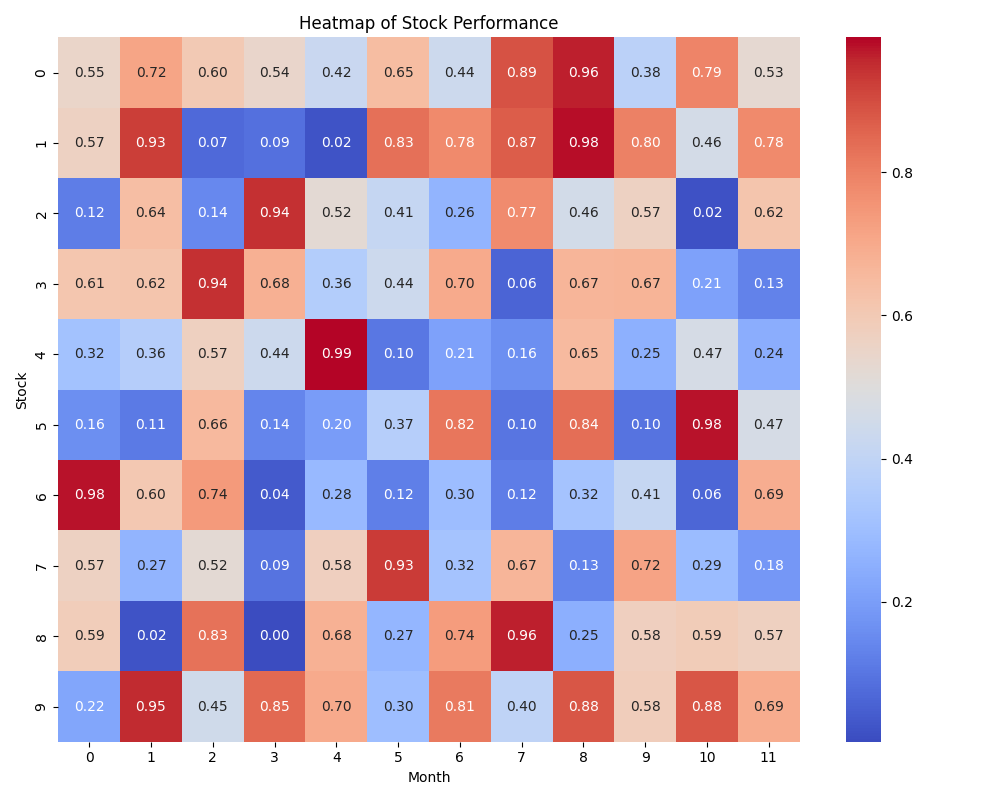 Heatmap of Stock Performance
0 0.55 0.72 0.60 0.54 0.42 0.65 0.44 0.89 0.96 0.38 0.79 0.53
1 0.57 0.93 0.07 0.09 0.02 0.83 0.78 0.87 0.98 0.80 0.46 0.78
0.8
2 0.12 0.64 0.14 0.94 0.52 0.41 0.26 0.77 0.46 0.57 0.02 0.62
3 0.61 0.62 0.94 0.68 0.36 0.44 0.70 0.06 0.67 0.67 0.21 0.13
0.6
4 0.32 0.36 0.57 0.44 0.99 0.10 0.21 0.16 0.65 0.25 0.47 0.24
Stock
5 0.16 0.11 0.66 0.14 0.20 0.37 0.82 0.10 0.84 0.10 0.98 0.47
0.4
6 0.98 0.60 0.74 0.04 0.28 0.12 0.30 0.12 0.32 0.41 0.06 0.69
7 0.57 0.27 0.52 0.09 0.58 0.93 0.32 0.67 0.13 0.72 0.29 0.18
0.2
8 0.59 0.02 0.83 0.00 0.68 0.27 0.74 0.96 0.25 0.58 0.59 0.57
9 0.22 0.95 0.45 0.85 0.70 0.30 0.81 0.40 0.88 0.58 0.88 0.69
0 1 2 3 4 5 6 7 8 9 10 11
Month